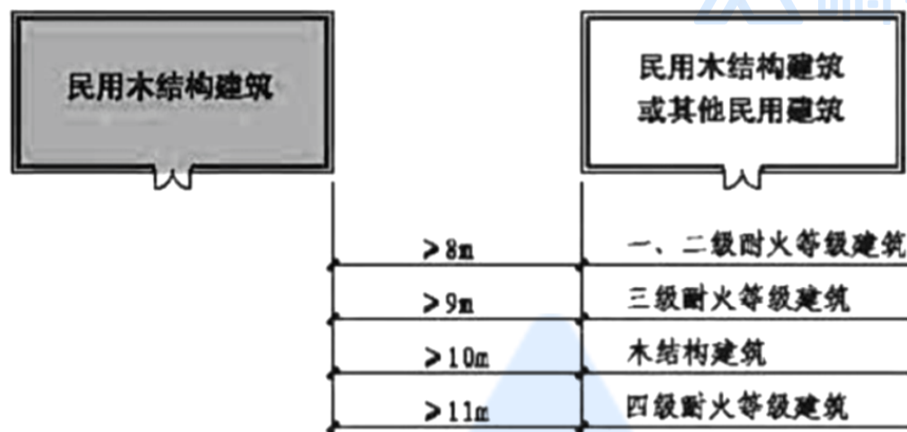 民用木结构建筑
民用木结构建筑
或其他民用建筑
≥8m
一、二级耐火等级建筑
≥9m
三级耐火等级建筑
≥10m
木结构建筑
≥11m
四级耐火等级建筑